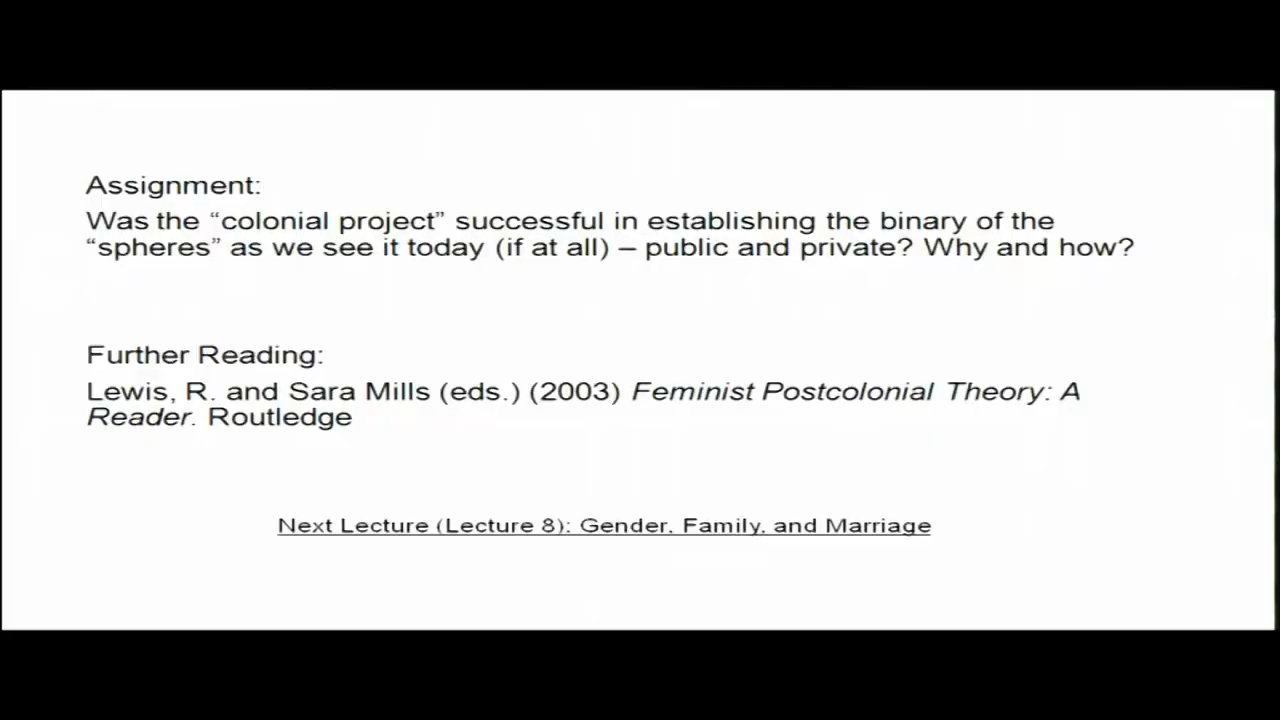 Assignment:
Was the “colonial project” successful in establishing the binary of the
“spheres” as we see it today (if at all) – public and private? Why and how?
Further Reading:
Lewis, R. and Sara Mills (eds.) (2003) Feminist Postcolonial Theory: A
Reader. Routledge
Next Lecture (Lecture 8): Gender, Family, and Marriage